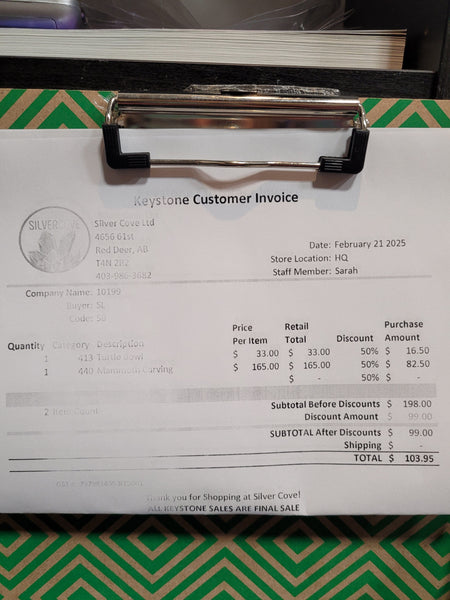 Keystone Customer Invoice
SILVER COVE
Silver Cove Ltd
4656 61st
Red Deer, AB
T4N 2R2
403-986-3682
Date: February 21 2025
Store Location: HQ
Staff Member: Sarah
Company Name: 10199
Buyer: SL
Code: 50
Quantity Category Description Price Per Item Retail Total Discount Purchase Amount
1 413 Turtle Bowl $ 33.00 $ 33.00 50% $ 16.50
1 440 Mammoth Carving $ 165.00 $ 165.00 50% $ 82.50
$ - 50% $ -
2 Item Count
Subtotal Before Discounts $ 198.00
Discount Amount $ 99.00
SUBTOTAL After Discounts $ 99.00
Shipping $ -
TOTAL $ 103.95
Thank you for Shopping at Silver Cove!
ALL KEYSTONE SALES ARE FINAL SALE